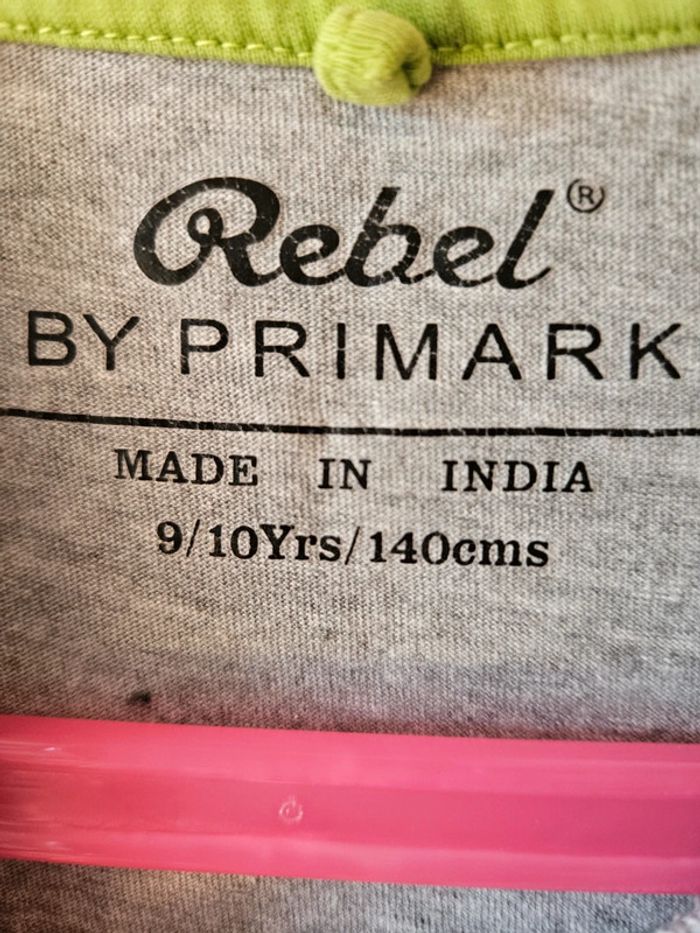 Rebel®
BY PRIMARK
MADE IN INDIA
9/10Yrs/140cms